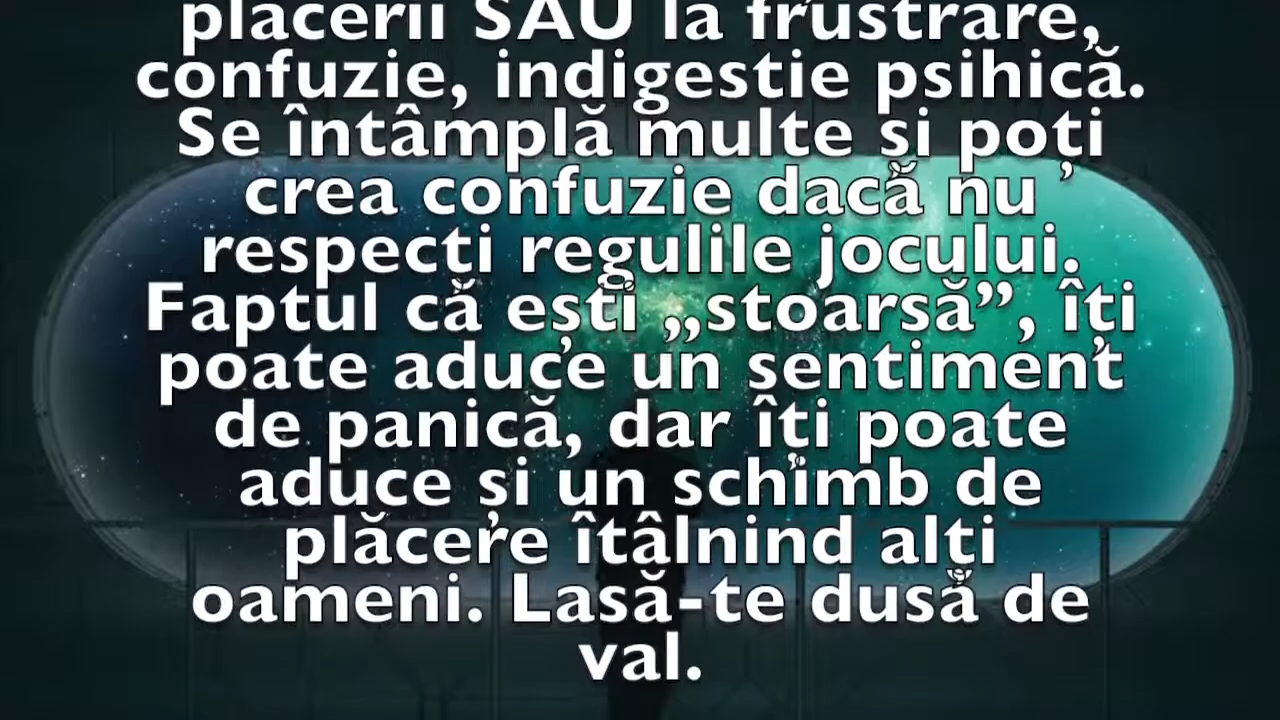 plăcerii SAU la frustrare,
confuzie, indigestie psihică.
Se întâmplă multe și poți
crea confuzie dacă nu
respecți regulile jocului.
Faptul că ești „stoarsă”, îți
poate aduce un sentiment
de panică, dar îți poate
aduce și un schimb de
plăcere îtâlnind alți
oameni. Lasă-te dusă de
val.